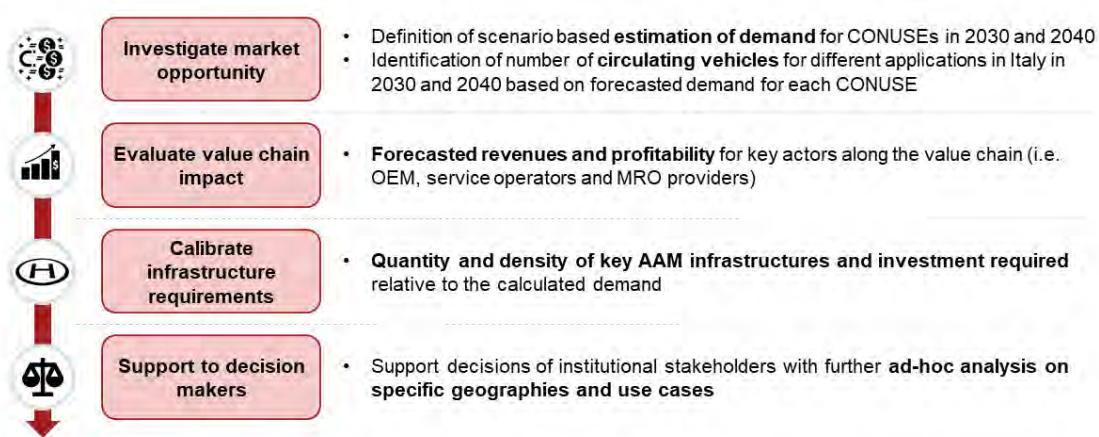 Investigate market
opportunity
• Definition of scenario based estimation of demand for CONUSEs in 2030 and 2040
• Identification of number of circulating vehicles for different applications in Italy in
2030 and 2040 based on forecasted demand for each CONUSE
Evaluate value chain
impact
• Forecasted revenues and profitability for key actors along the value chain (i.e.
OEM, service operators and MRO providers)
Calibrate
infrastructure
requirements
• Quantity and density of key AAM infrastructures and investment required
relative to the calculated demand
Support to decision
makers
• Support decisions of institutional stakeholders with further ad-hoc analysis on
specific geographies and use cases